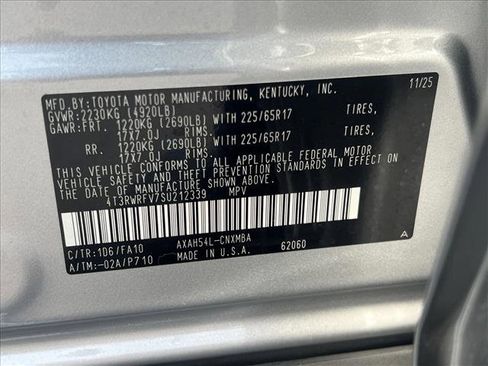 MFD.BY:TOYOTA MOTOR MANUFACTURING, KENTUCKY, INC. 11/25
GVWR:2230KG (4920LB)
GAWR:FRT. 1220KG (2690LB) WITH 225/65R17 TIRES,
17X7.0J RIMS.
RR. 1220KG (2690LB) WITH 225/65R17 TIRES,
17X7.0J RIMS.
THIS VEHICLE CONFORMS TO ALL APPLICABLE FEDERAL MOTOR
VEHICLE SAFETY AND THEFT PREVENTION STANDARDS IN EFFECT
ON THE DATE OF MANUFACTURE SHOWN ABOVE.
4T3RWRFV7SU212339 MPV
C/TR:1D6/FA10 AXAH54L-CNXMBA A
A/TM:-02A/P710 MADE IN U.S.A. 62060